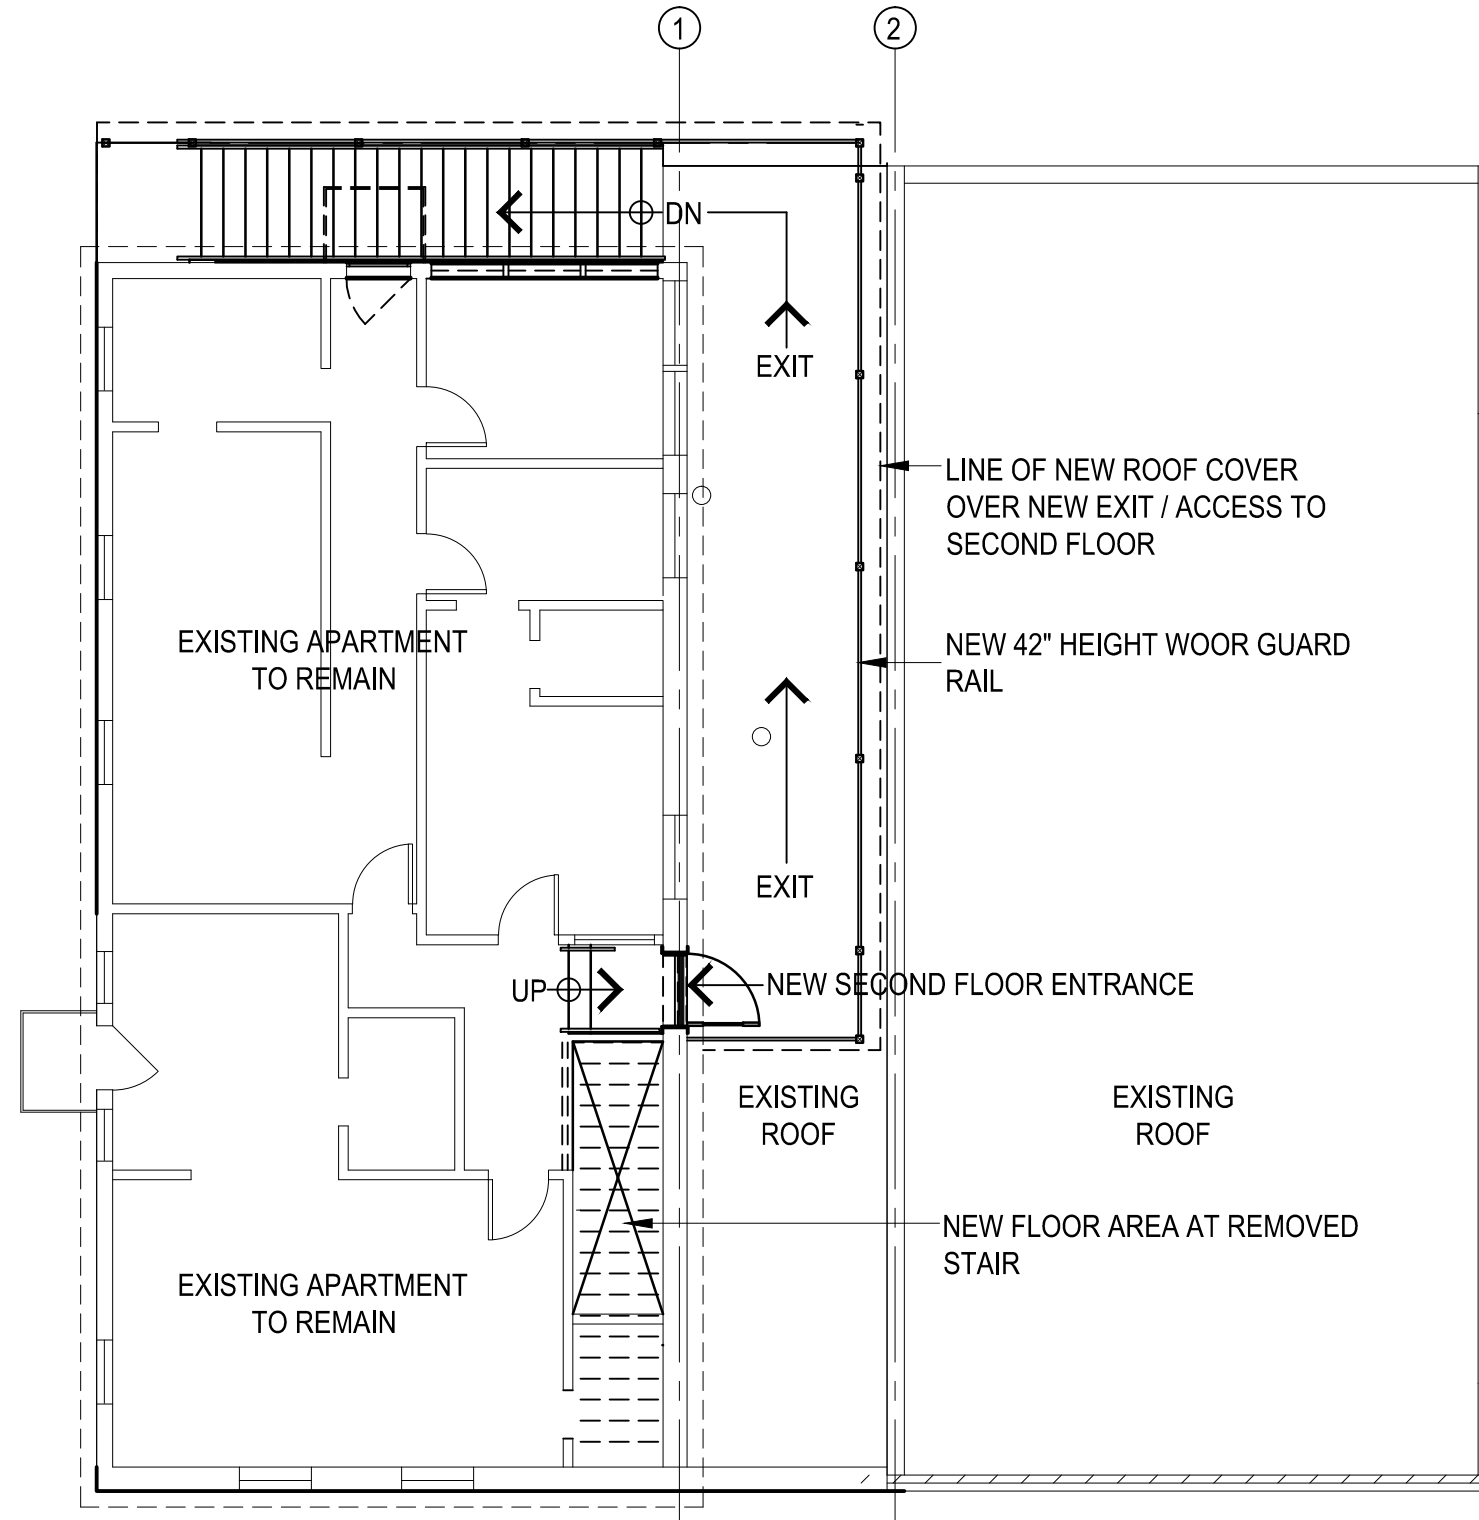 1
2
DN
EXIT
LINE OF NEW ROOF COVER
OVER NEW EXIT / ACCESS TO
SECOND FLOOR
EXISTING APARTMENT
TO REMAIN
NEW 42" HEIGHT WOOR GUARD
RAIL
EXIT
UP
NEW SECOND FLOOR ENTRANCE
EXISTING
ROOF
EXISTING
ROOF
NEW FLOOR AREA AT REMOVED
STAIR
EXISTING APARTMENT
TO REMAIN